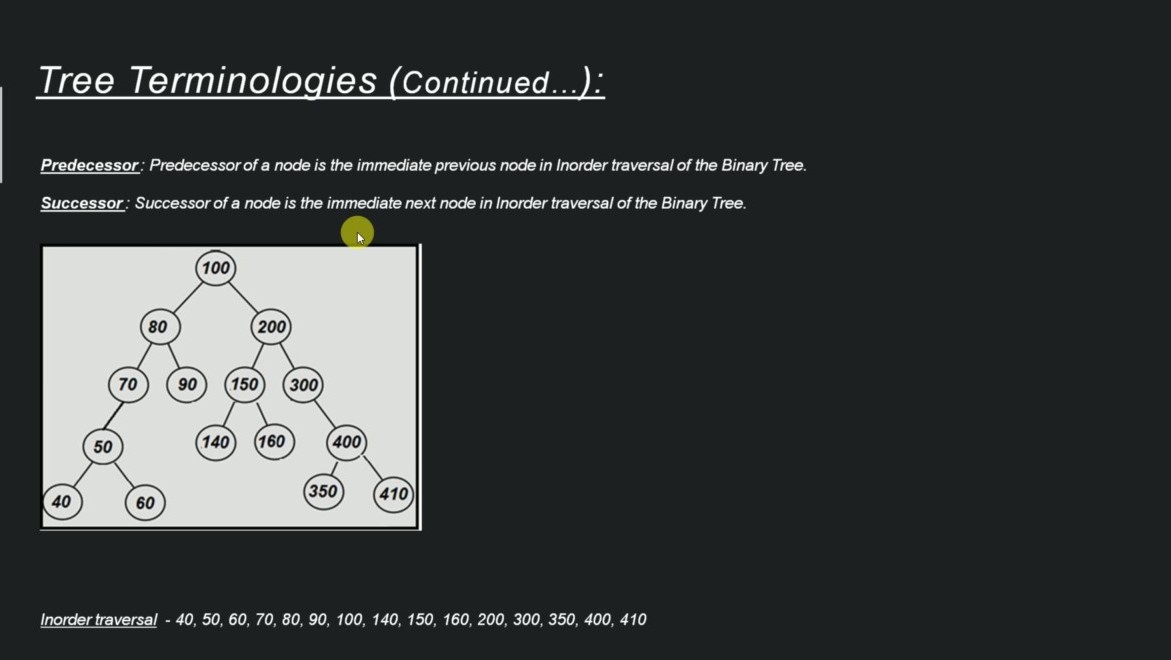 Tree Terminologies (Continued...):
Predecessor : Predecessor of a node is the immediate previous node in Inorder traversal of the Binary Tree.
Successor : Successor of a node is the immediate next node in Inorder traversal of the Binary Tree.
100
80 200
70 90 150 300
50 140 160 400
40 60 350 410
Inorder traversal - 40, 50, 60, 70, 80, 90, 100, 140, 150, 160, 200, 300, 350, 400, 410